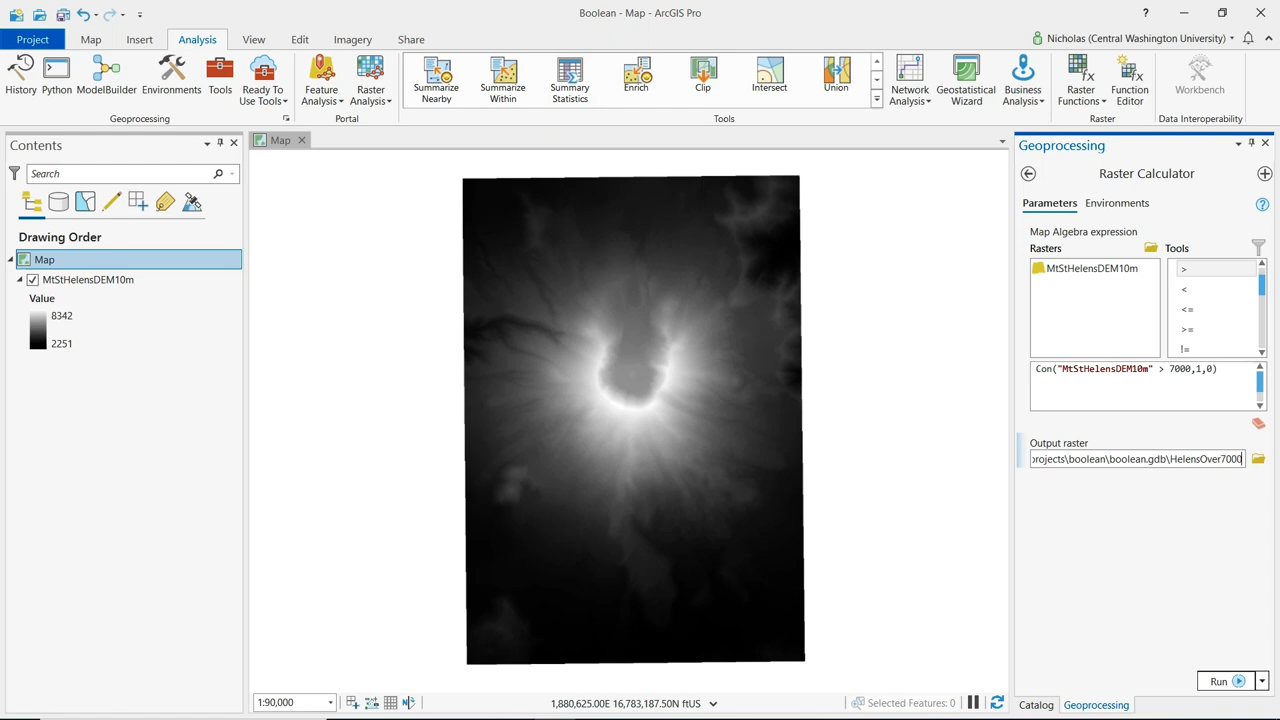 Boolean - Map - ArcGIS Pro
?
Project Map Insert Analysis View Edit Imagery Share
Nicholas (Central Washington University)
History Python ModelBuilder Environments Tools Ready To Use Tools
Feature Analysis Raster Analysis
Summarize Nearby Summarize Within Summary Statistics Enrich Clip Intersect Union
Network Analysis Geostatistical Wizard Business Analysis
Raster Functions Function Editor
Workbench
Geoprocessing Portal Tools Raster Data Interoperability
Contents
Search
Drawing Order
Map
MtStHelensDEM10m
Value
8342
2251
Map
1:90,000
1,880,625.00E 16,783,187.50N ftUS
Selected Features: 0
Geoprocessing
Raster Calculator
Parameters Environments
?
Map Algebra expression
Rasters Tools
MtStHelensDEM10m
>
<
<=
>=
!=
Con("MtStHelensDEM10m" > 7000,1,0)
Output raster
rojects\boolean\boolean.gdb\HelensOver7000
Run
Catalog Geoprocessing